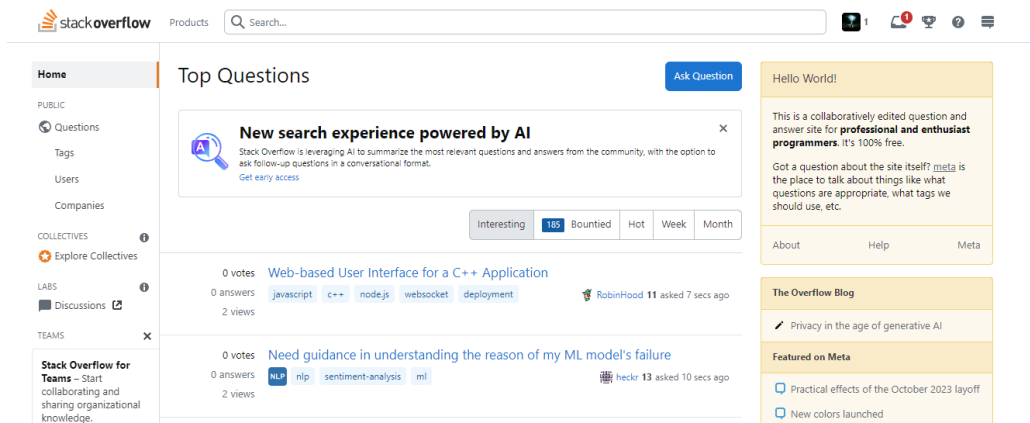 stackoverflow
Products
Search...
1
1
Home
PUBLIC
Questions
Tags
Users
Companies
COLLECTIVES
Explore Collectives
LABS
Discussions
TEAMS
Stack Overflow for
Teams – Start
collaborating and
sharing organizational
knowledge.
Top Questions
Ask Question
A
New search experience powered by AI
Stack Overflow is leveraging AI to summarize the most relevant questions and answers from the community, with the option to
ask follow-up questions in a conversational format.
Get early access
Interesting 185 Bountied Hot Week Month
0 votes
0 answers
2 views
Web-based User Interface for a C++ Application
javascript c++ node.js websocket deployment
RobinHood 11 asked 7 secs ago
0 votes
0 answers
2 views
Need guidance in understanding the reason of my ML model's failure
NLP nlp sentiment-analysis ml
heckr 13 asked 10 secs ago
Hello World!
This is a collaboratively edited question and
answer site for professional and enthusiast
programmers. It's 100% free.
Got a question about the site itself? meta is
the place to talk about things like what
questions are appropriate, what tags we
should use, etc.
About Help Meta
The Overflow Blog
Privacy in the age of generative AI
Featured on Meta
Practical effects of the October 2023 layoff
New colors launched